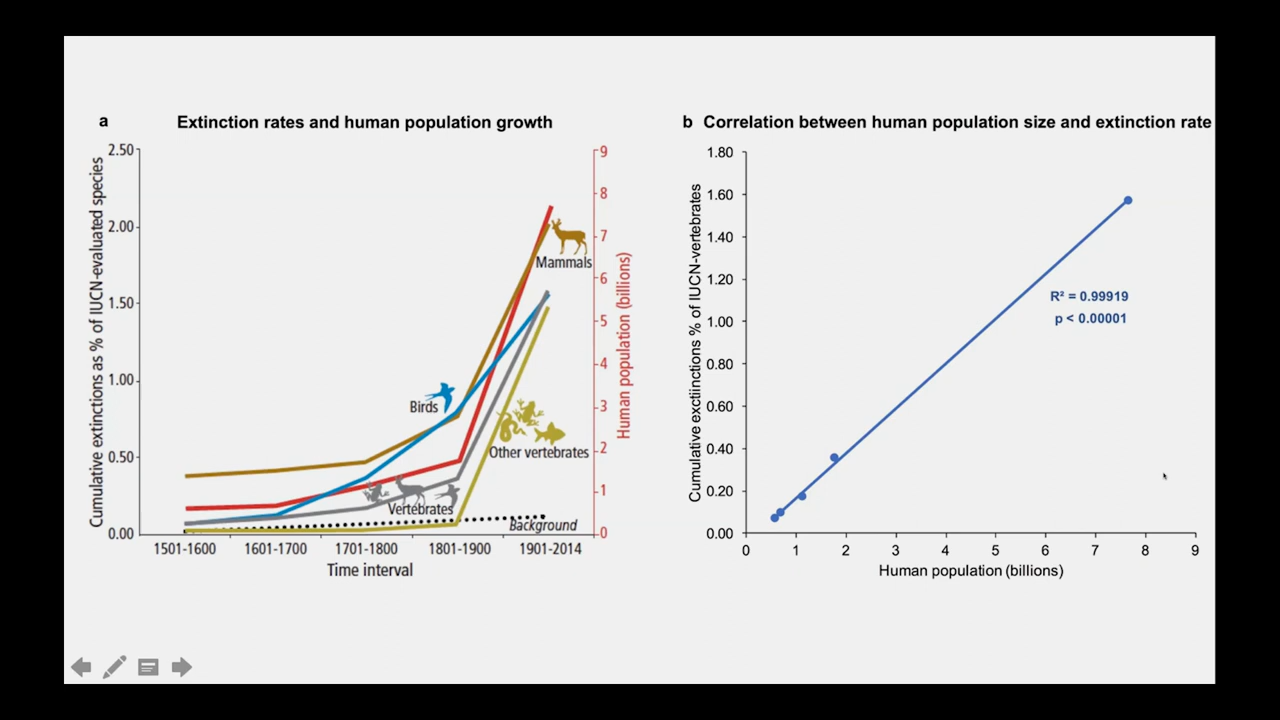 a Extinction rates and human population growth
Cumulative extinctions as % of IUCN-evaluated species
2.50
2.00
1.50
1.00
0.50
0.00
Mammals
Birds
Other vertebrates
Vertebrates
Background
9
8
7
6
5
4
3
2
1
0
Human population (billions)
1501-1600 1601-1700 1701-1800 1801-1900 1901-2014
Time interval
b Correlation between human population size and extinction rate
Cumulative exctiinctions % of IUCN-vertebrates
1.80
1.60
1.40
1.20
1.00
0.80
0.60
0.40
0.20
0.00
R² = 0.99919
p < 0.00001
0 1 2 3 4 5 6 7 8 9
Human population (billions)